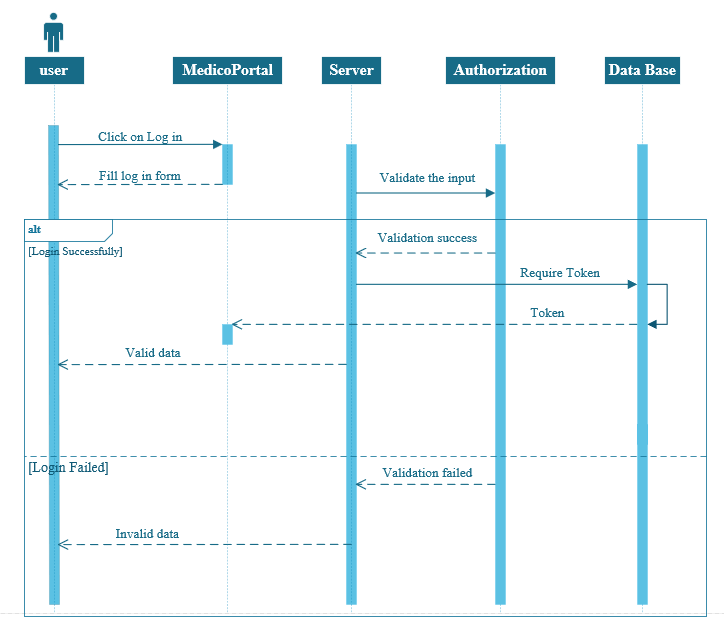 user
MedicoPortal
Server
Authorization
Data Base
Click on Log in
Fill log in form
Validate the input
alt
[Login Successfully]
Validation success
Require Token
Token
Valid data
[Login Failed]
Validation failed
Invalid data